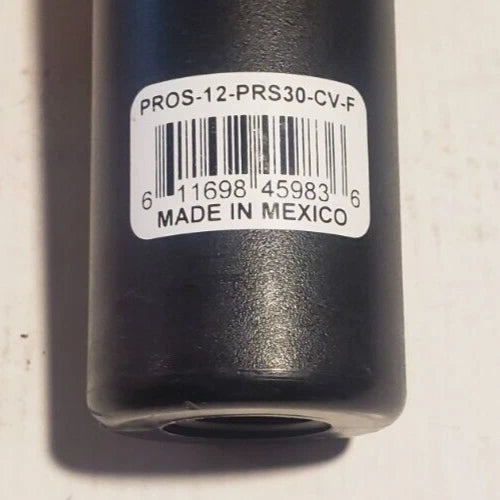 PROS-12-PRS30-CV-F
6 11698 45983 6
MADE IN MEXICO